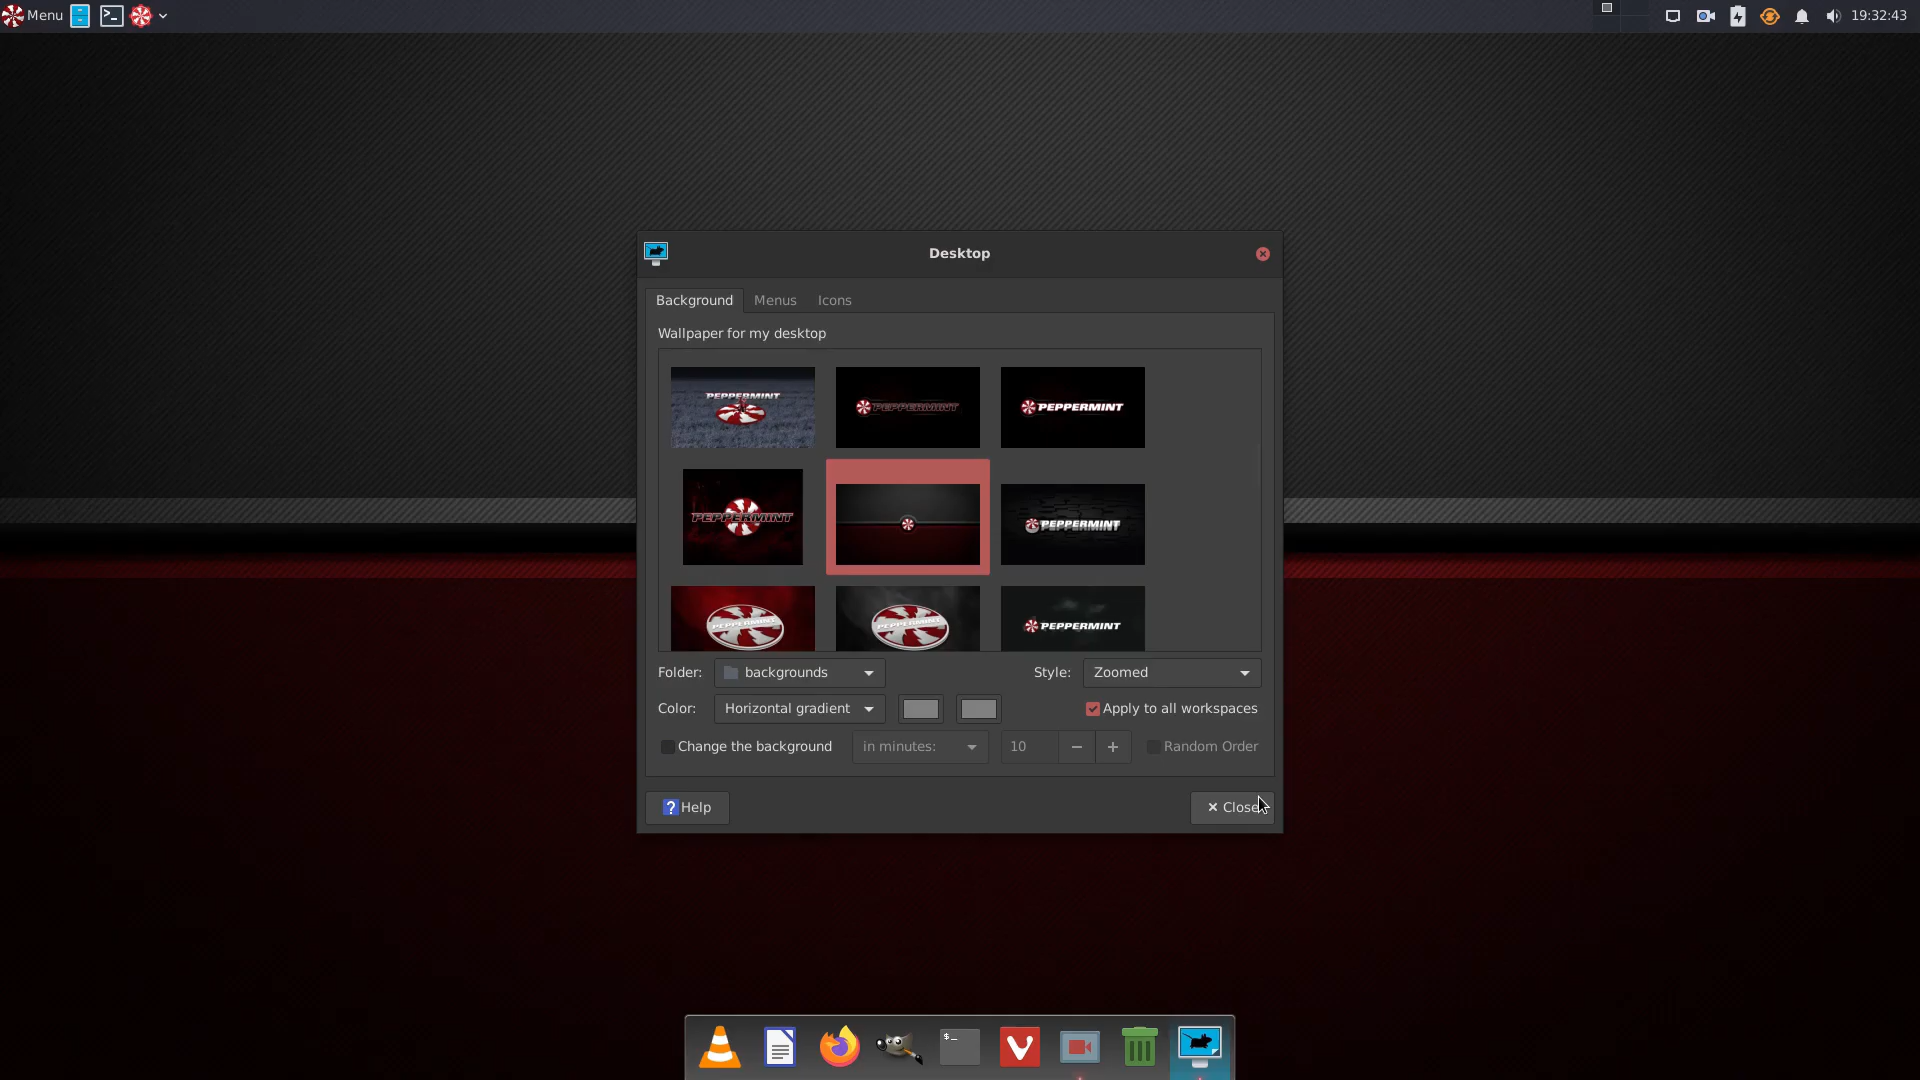 Menu
19:32:43
Desktop
Background Menus Icons
Wallpaper for my desktop
PEPPERMINT PEPPERMINT PEPPERMINT
PEPPERMINT PEPPERMINT
PEPPERMINT PEPPERMINT PEPPERMINT
Folder: backgrounds Style: Zoomed
Color: Horizontal gradient Apply to all workspaces
Change the background in minutes: 10 Random Order
? Help Close
$_